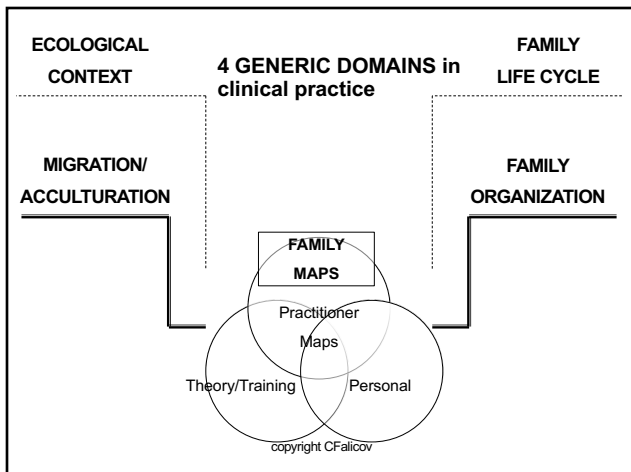 ECOLOGICAL
CONTEXT
4 GENERIC DOMAINS in
clinical practice
FAMILY
LIFE CYCLE
MIGRATION/
ACCULTURATION
FAMILY
ORGANIZATION
FAMILY
MAPS
Practitioner
Maps
Theory/Training
Personal
copyright CFalicov